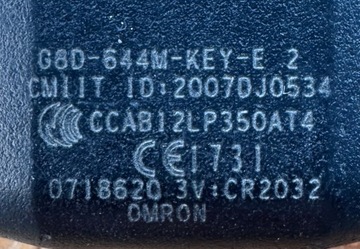 G8D-644M-KEY-E 2
CMIIT ID:2007DJ0534
CCAB12LP350AT4
CE1731
0718620 3V:CR2032
OMRON